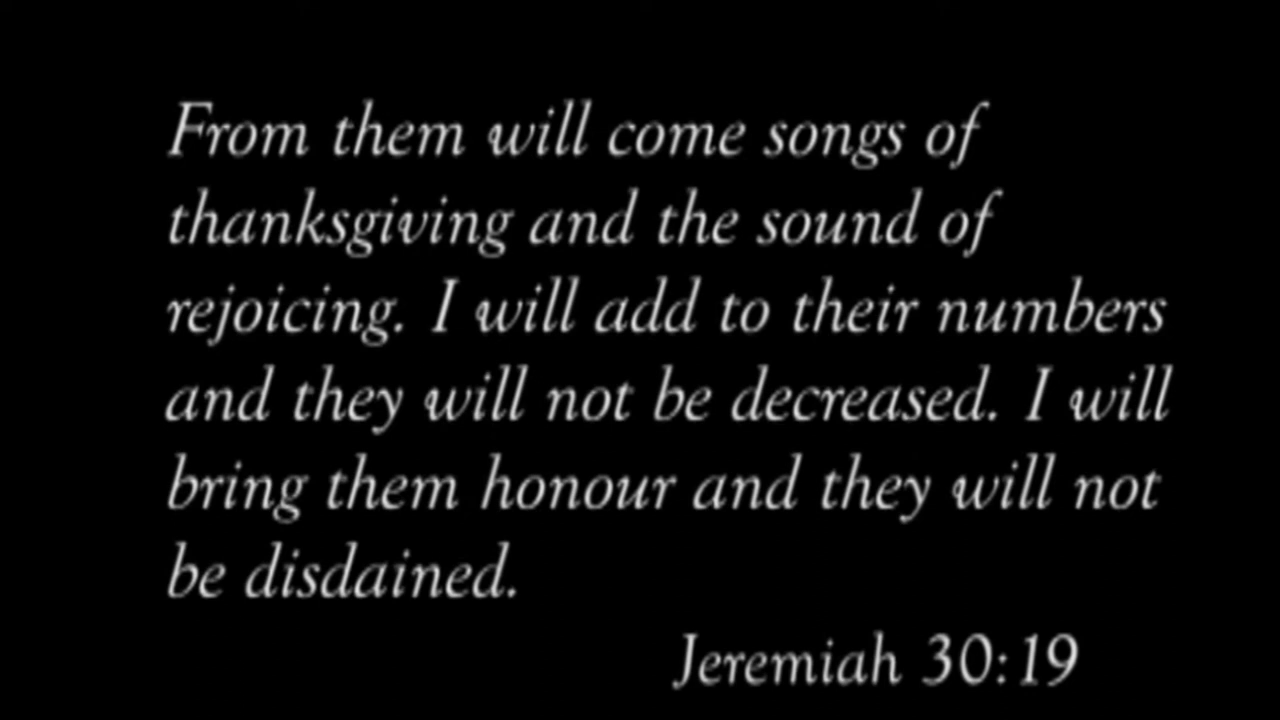 From them will come songs of
thanksgiving and the sound of
rejoicing. I will add to their numbers
and they will not be decreased. I will
bring them honour and they will not
be disdained.
Jeremiah 30:19